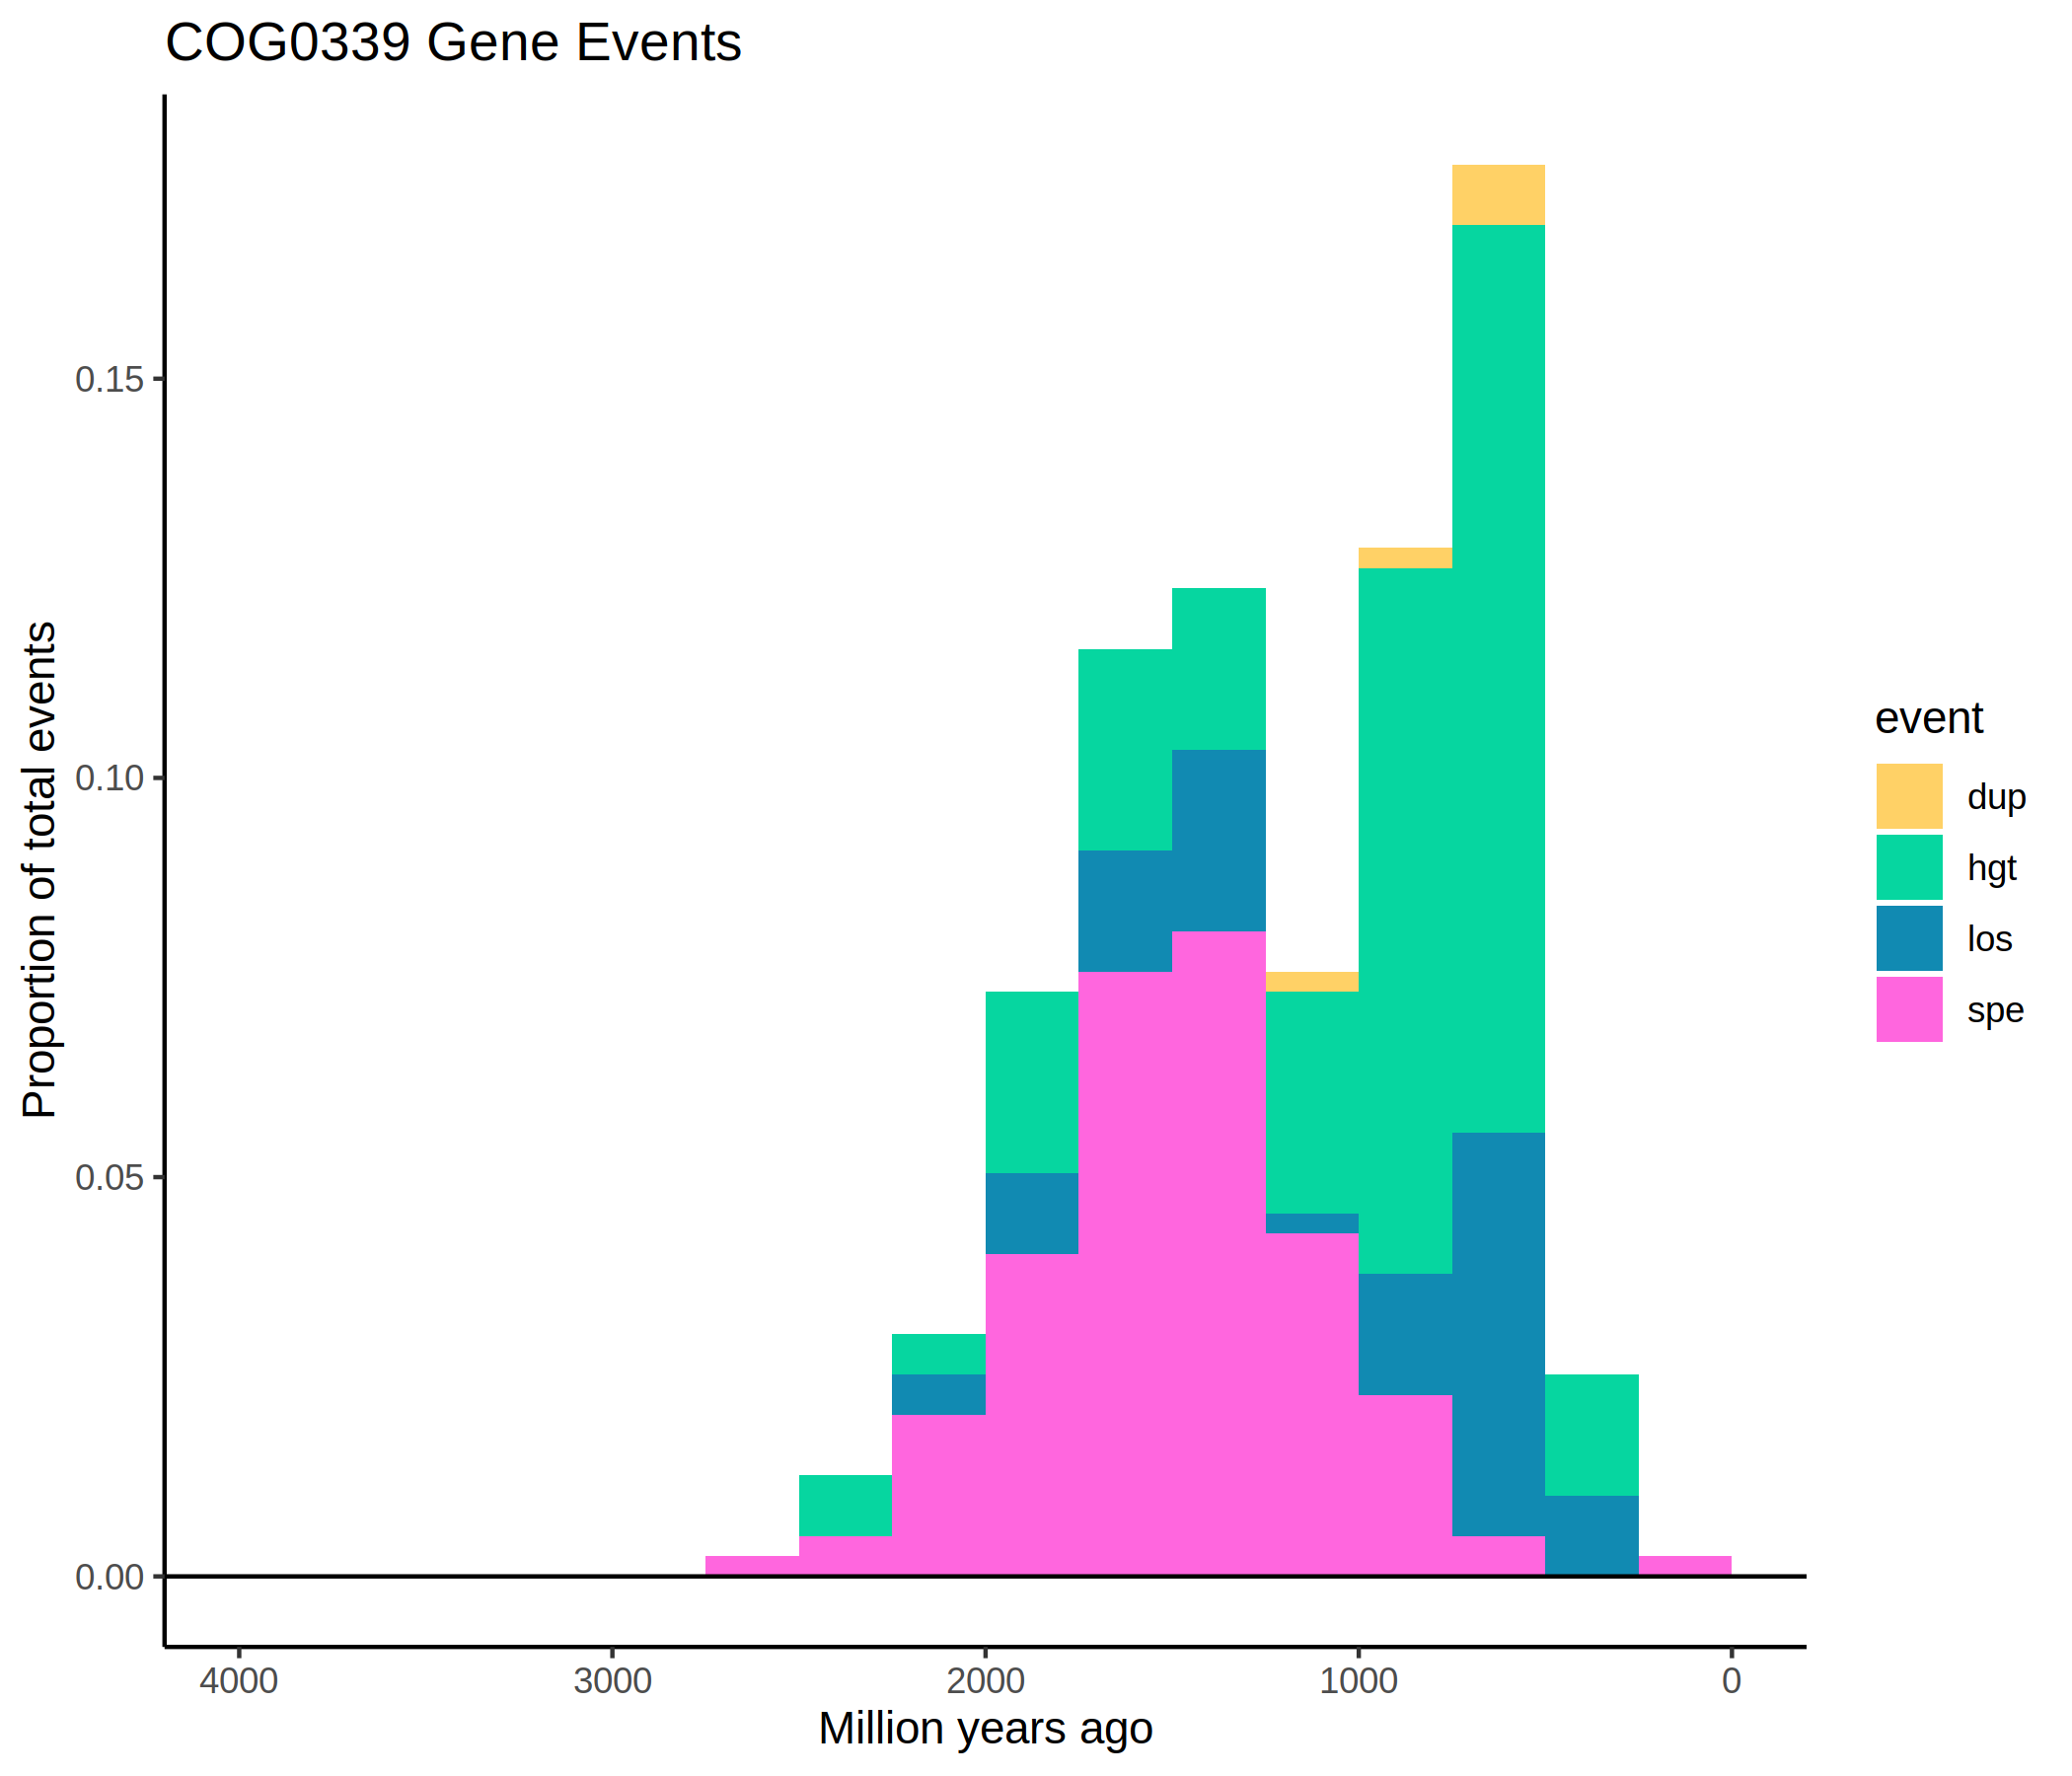 COG0339 Gene Events
Proportion of total events
0.15
0.10
0.05
0.00
4000 3000 2000 1000 0
Million years ago
event
dup
hgt
los
spe